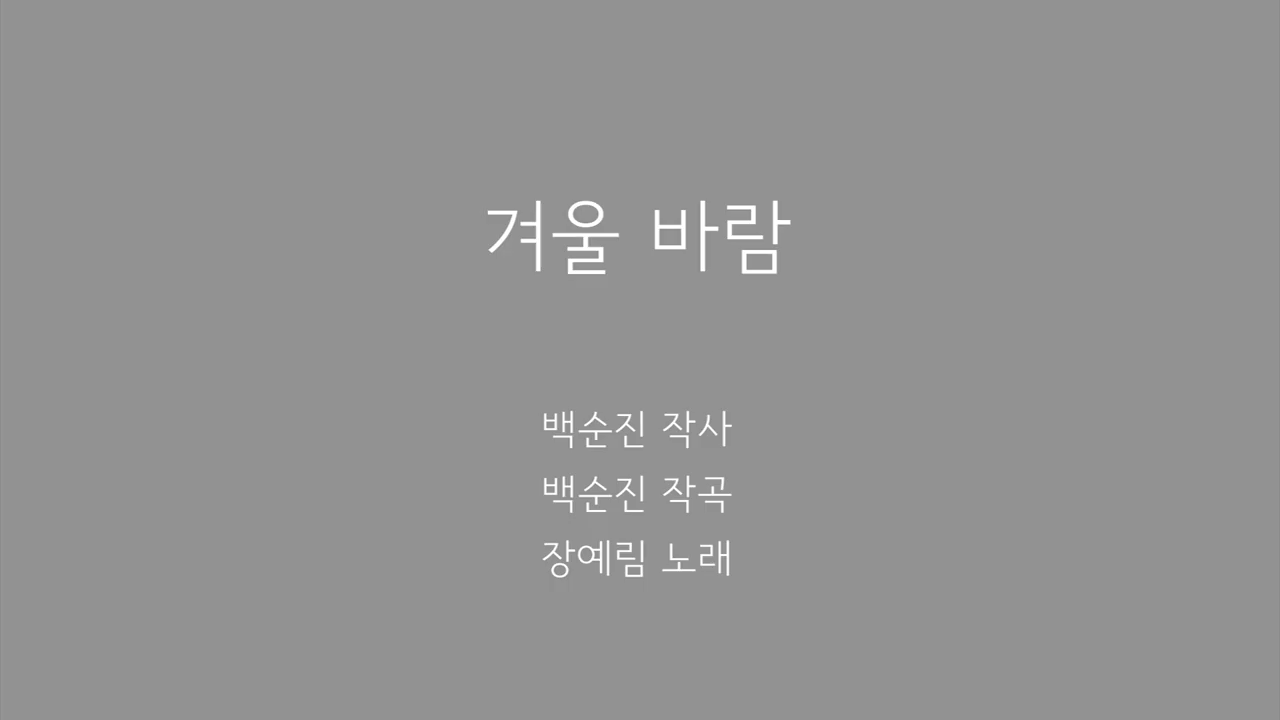 겨울 바람
백순진 작사
백순진 작곡
장예림 노래